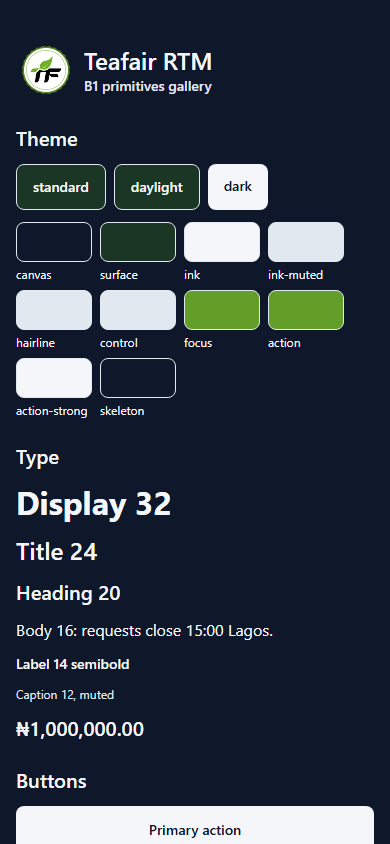 TF
Teafair RTM
B1 primitives gallery
Theme
standard daylight dark
canvas surface ink ink-muted
hairline control focus action
action-strong skeleton
Type
Display 32
Title 24
Heading 20
Body 16: requests close 15:00 Lagos.
Label 14 semibold
Caption 12, muted
₦1,000,000.00
Buttons
Primary action